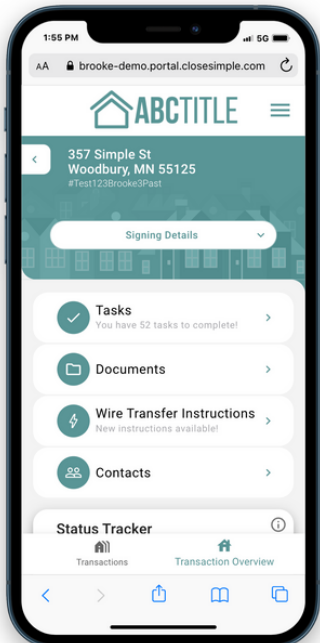 1:55 PM
5G
AA brooke-demo.portal.closesimple.com
ABCTITLE
357 Simple St
Woodbury, MN 55125
#Test123Brooke3Past
Signing Details
Tasks
You have 52 tasks to complete!
Documents
Wire Transfer Instructions
New instructions available!
Contacts
Status Tracker
Transactions
Transaction Overview